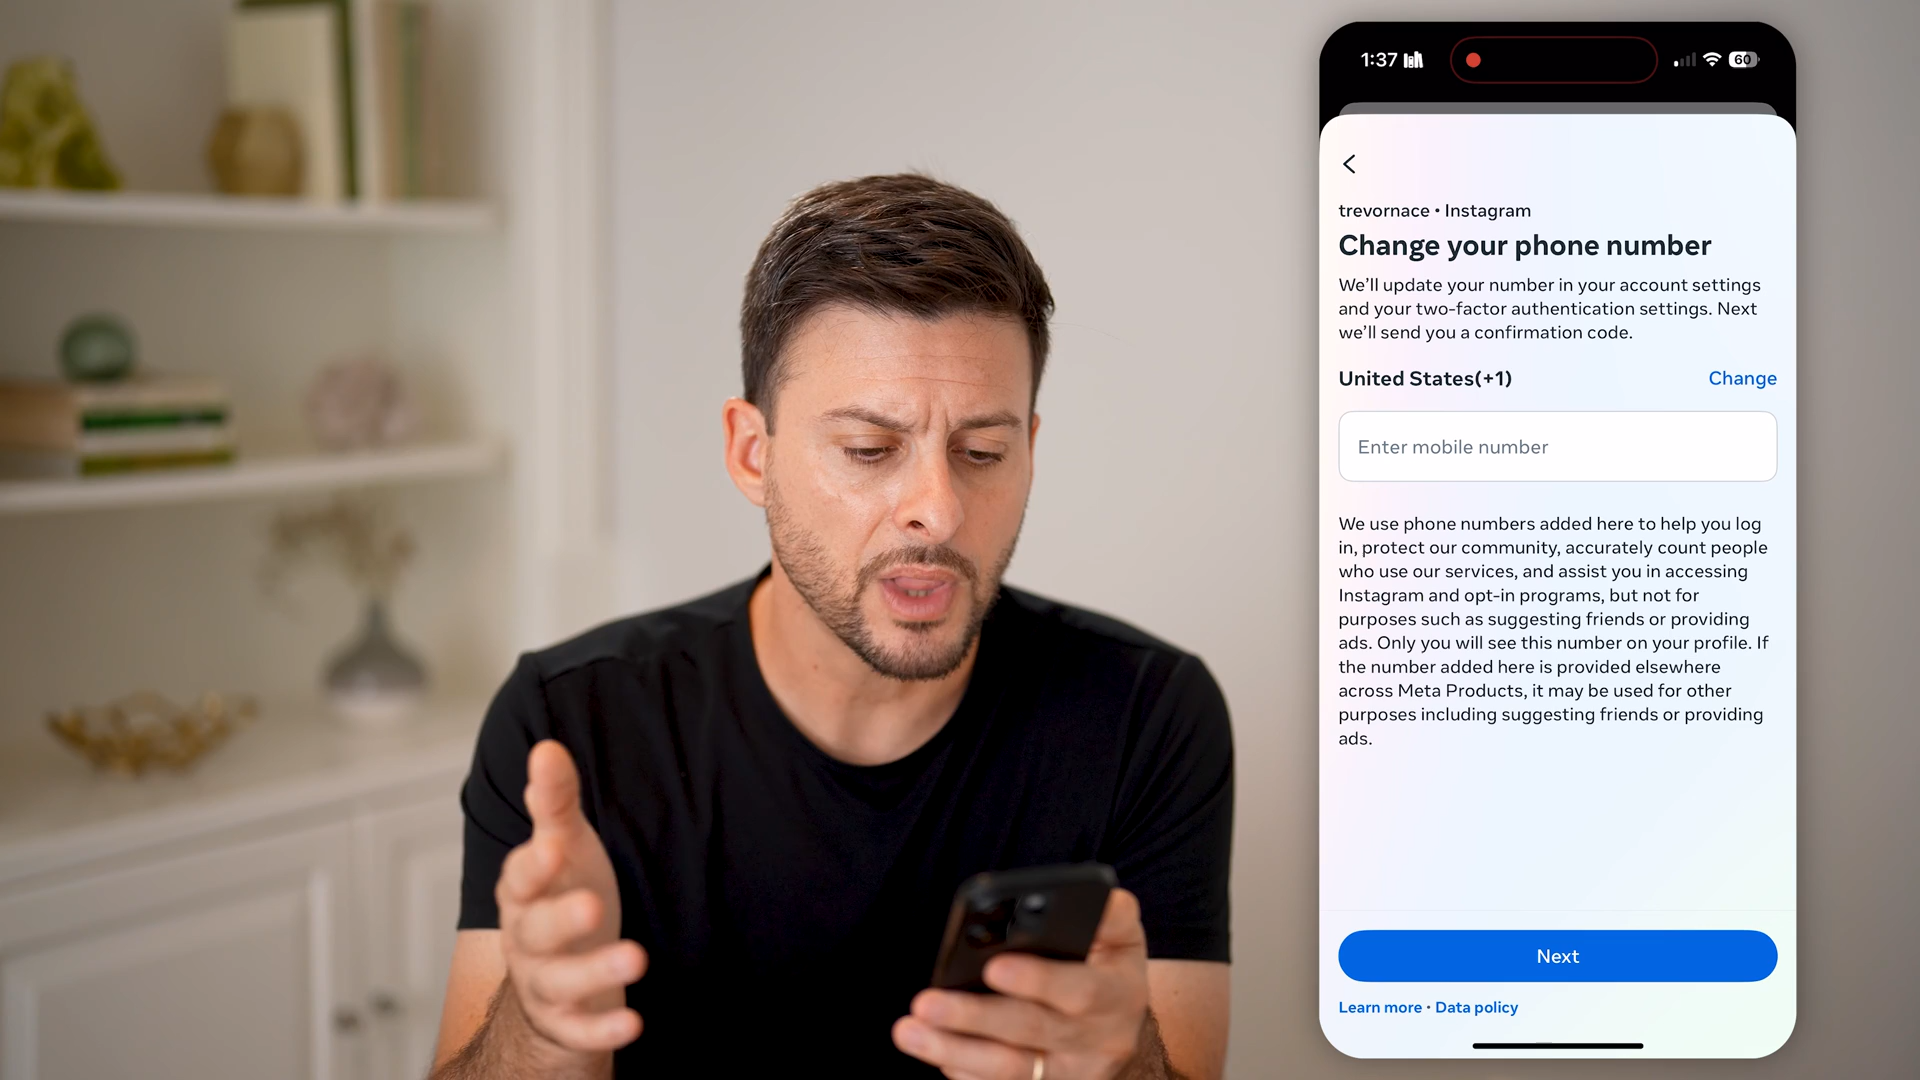 1:37
60
trevornace • Instagram
Change your phone number
We’ll update your number in your account settings
and your two-factor authentication settings. Next
we’ll send you a confirmation code.
United States(+1)
Change
Enter mobile number
We use phone numbers added here to help you log
in, protect our community, accurately count people
who use our services, and assist you in accessing
Instagram and opt-in programs, but not for
purposes such as suggesting friends or providing
ads. Only you will see this number on your profile. If
the number added here is provided elsewhere
across Meta Products, it may be used for other
purposes including suggesting friends or providing
ads.
Next
Learn more • Data policy